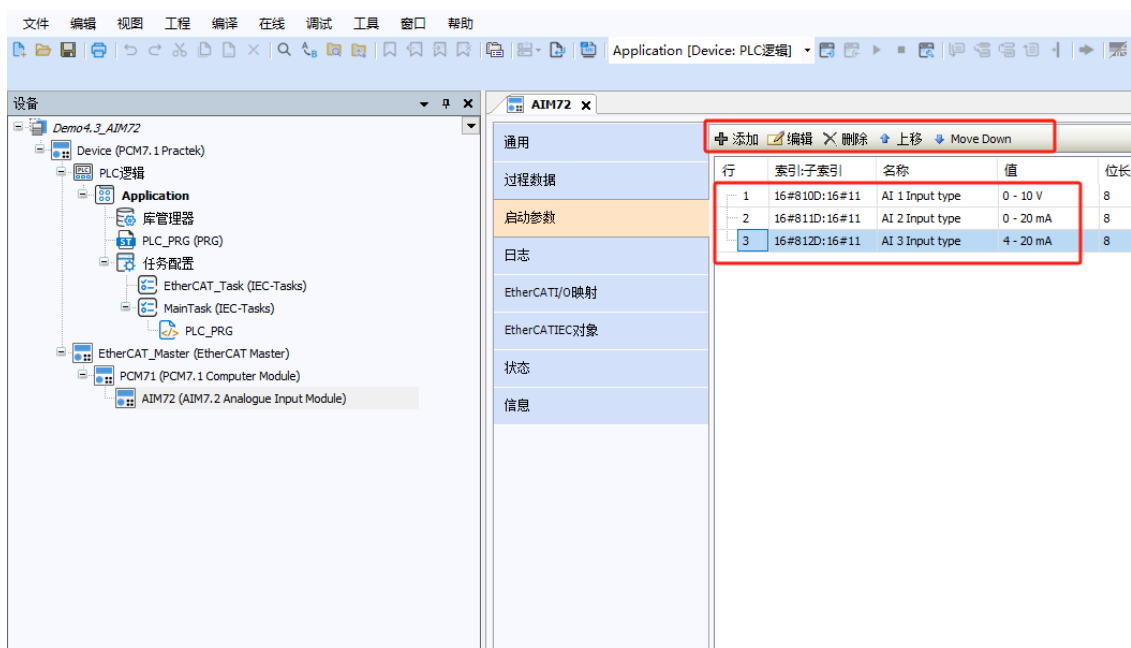 文件 编辑 视图 工程 编译 在线 调试 工具 窗口 帮助
Application [Device: PLC逻辑]
设备
AIM72
Demo4.3_AIM72
Device (PCM7.1 Practek)
PLC逻辑
Application
库管理器
PLC_PRG (PRG)
任务配置
EtherCAT_Task (IEC-Tasks)
MainTask (IEC-Tasks)
PLC_PRG
EtherCAT_Master (EtherCAT Master)
PCM71 (PCM7.1 Computer Module)
AIM72 (AIM7.2 Analogue Input Module)
通用
过程数据
启动参数
日志
EtherCATI/O映射
EtherCATIEC对象
状态
信息
添加 编辑 删除 上移 Move Down
行 索引:子索引 名称 值 位长
1 16#810D:16#11 AI 1 Input type 0 - 10 V 8
2 16#811D:16#11 AI 2 Input type 0 - 20 mA 8
3 16#812D:16#11 AI 3 Input type 4 - 20 mA 8